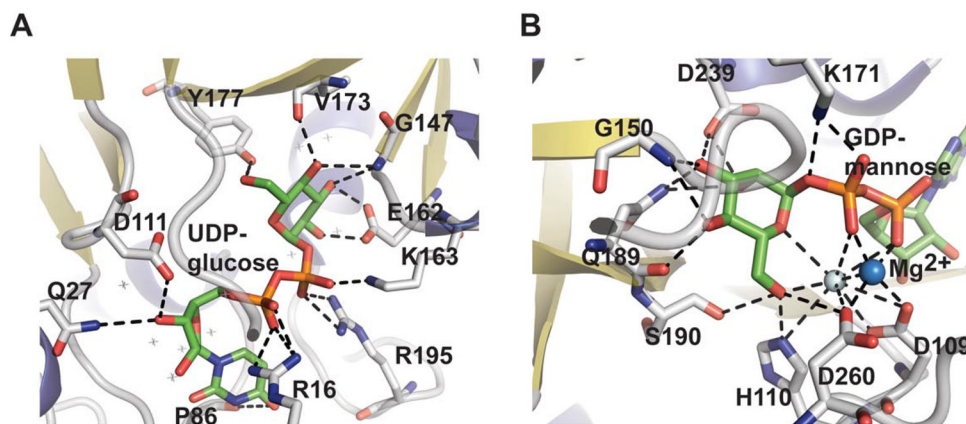 A
Y177
V173
G147
D111
UDP-
glucose
E162
K163
Q27
R195
R16
P86
B
D239
K171
G150
GDP-
mannose
Q189
Mg2+
S190
D109
D260
H110